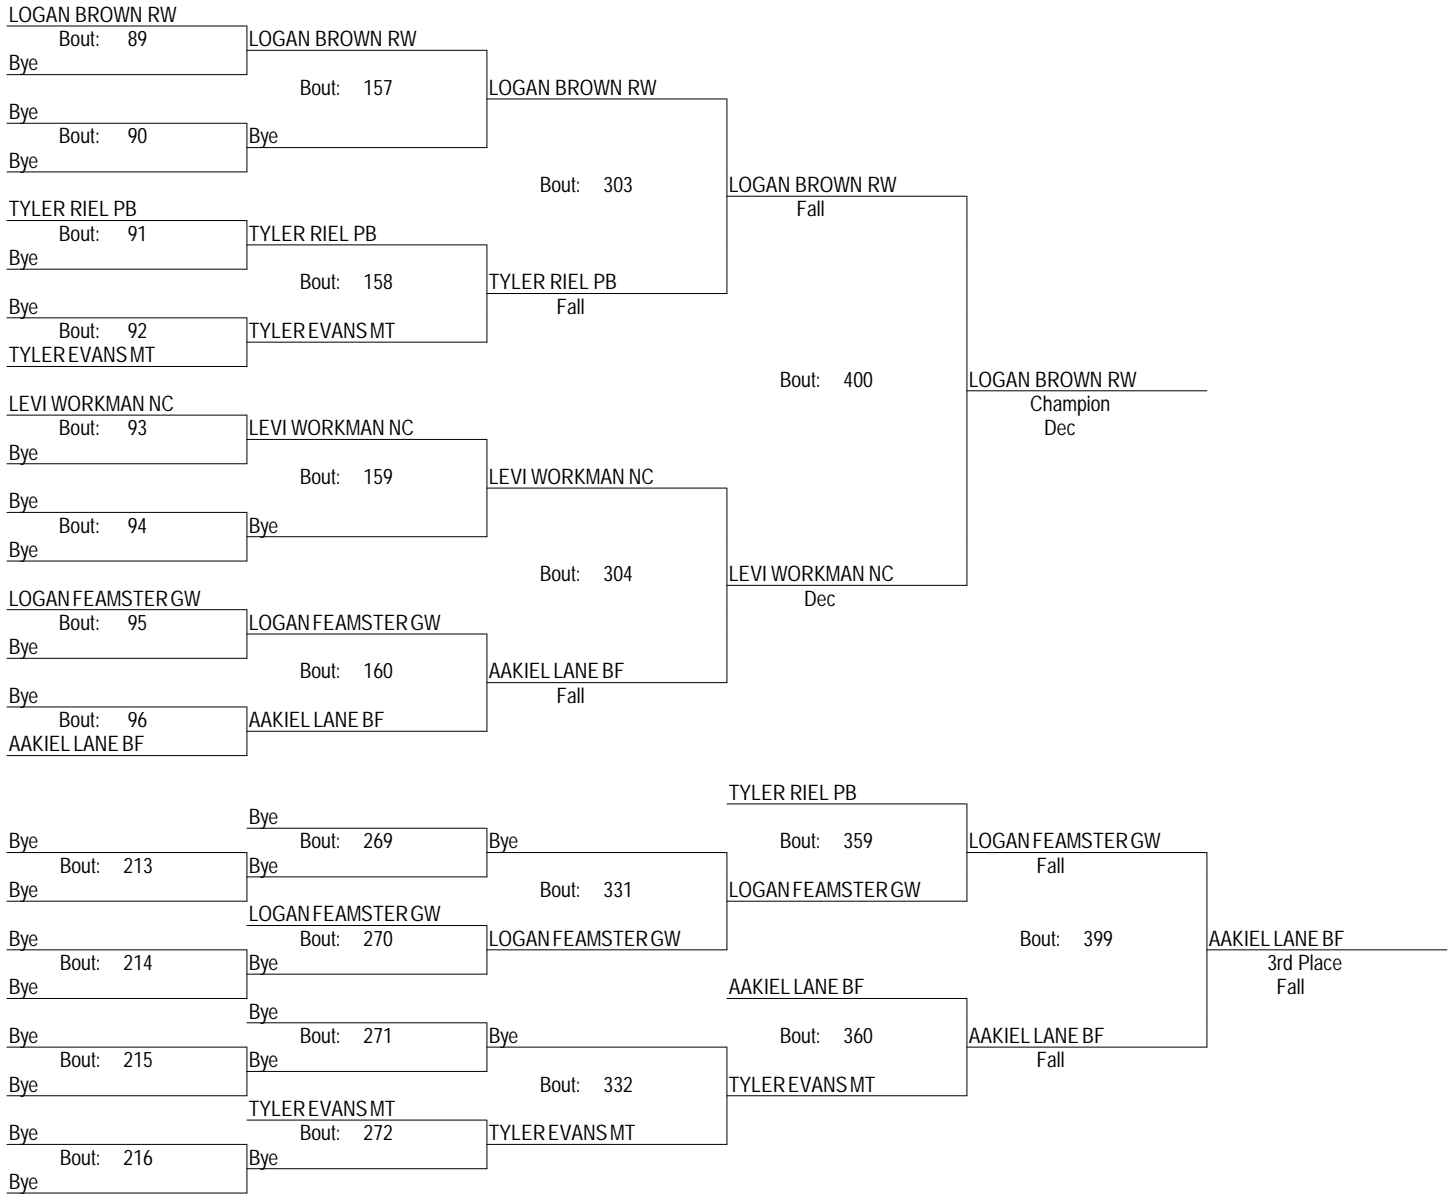 LOGAN BROWN RW
Bout: 89
LOGAN BROWN RW
Bye
Bout: 157
LOGAN BROWN RW
Bye
Bout: 90
Bye
Bye
Bout: 303
LOGAN BROWN RW
Fall
TYLER RIEL PB
Bout: 91
TYLER RIEL PB
Bye
Bout: 158
TYLER RIEL PB
Fall
Bye
Bout: 92
TYLER EVANS MT
TYLER EVANS MT
Bout: 400
LOGAN BROWN RW
Champion
Dec
LEVI WORKMAN NC
Bout: 93
LEVI WORKMAN NC
Bye
Bout: 159
LEVI WORKMAN NC
Bye
Bout: 94
Bye
Bye
Bout: 304
LEVI WORKMAN NC
Dec
LOGAN FEAMSTER GW
Bout: 95
LOGAN FEAMSTER GW
Bye
Bout: 160
AAKIEL LANE BF
Fall
Bye
Bout: 96
AAKIEL LANE BF
AAKIEL LANE BF
TYLER RIEL PB
Bye
Bye
Bout: 269
Bye
Bout: 359
LOGAN FEAMSTER GW
Fall
Bout: 213
Bye
Bye
Bout: 331
LOGAN FEAMSTER GW
LOGAN FEAMSTER GW
Bye
Bout: 270
LOGAN FEAMSTER GW
Bout: 399
AAKIEL LANE BF
3rd Place
Fall
Bout: 214
Bye
Bye
AAKIEL LANE BF
Bye
Bye
Bout: 271
Bye
Bout: 360
AAKIEL LANE BF
Fall
Bout: 215
Bye
Bye
Bout: 332
TYLER EVANS MT
TYLER EVANS MT
Bye
Bout: 272
TYLER EVANS MT
Bout: 216
Bye
Bye